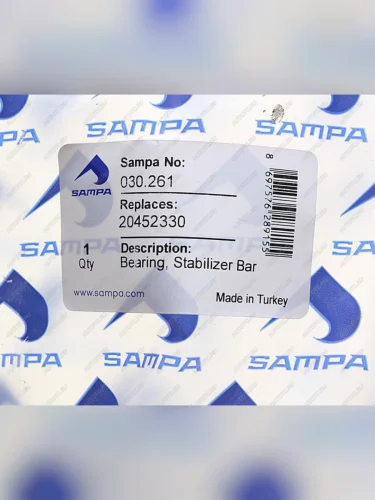 SAMPA
SAMPA
SAMPA
Sampa No:
030.261
Replaces:
20452330
1
Qty
Description:
Bearing, Stabilizer Bar
www.sampa.com
Made in Turkey
SAMPA
SAMPA
SAMPA